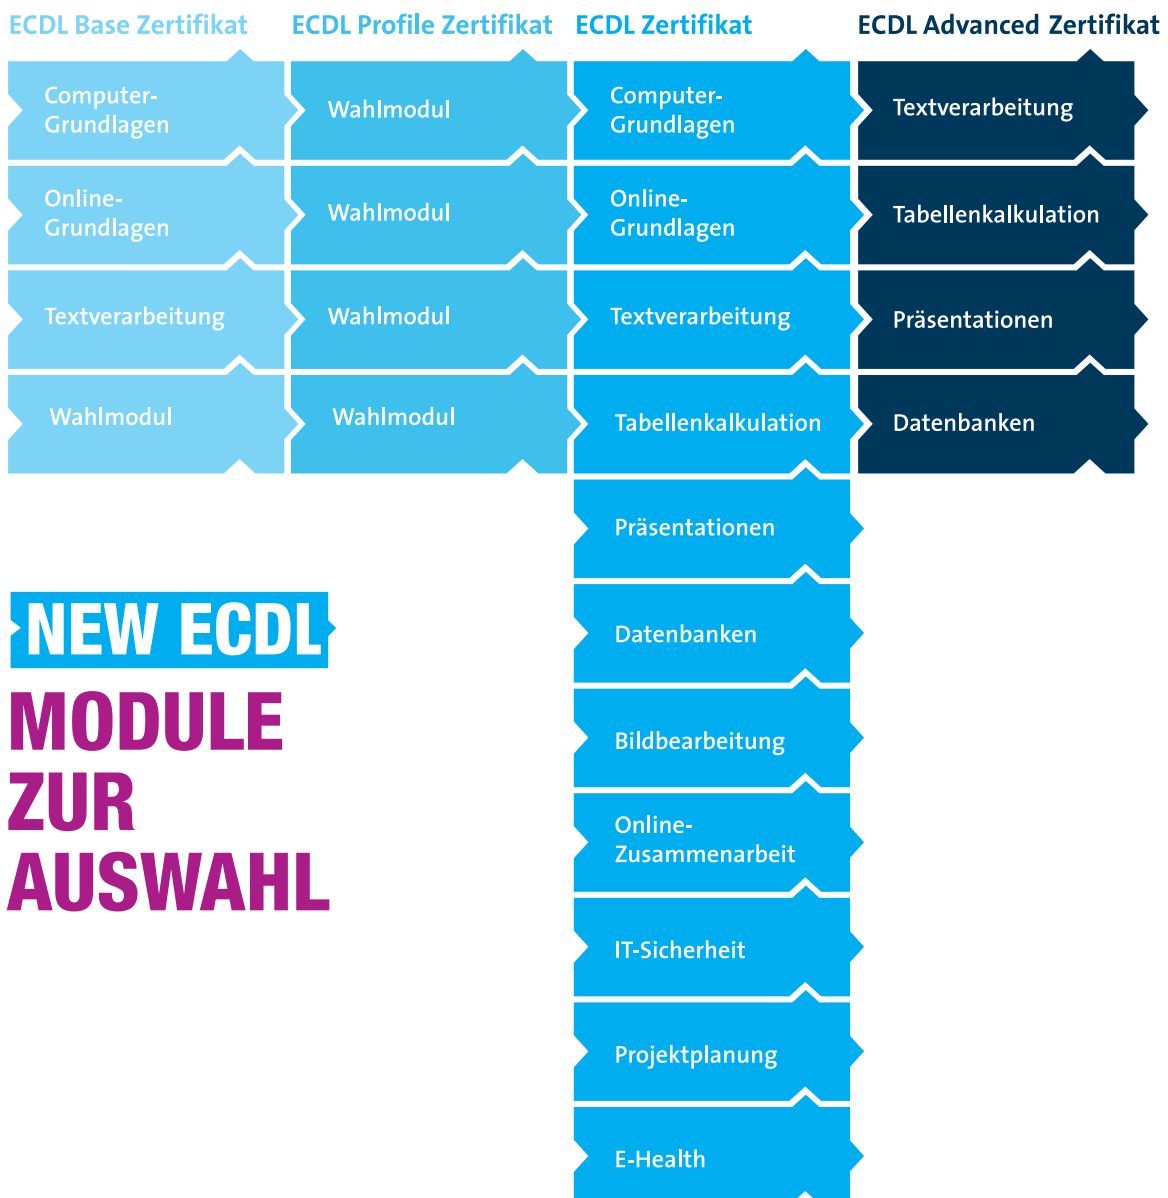 ECDL Base Zertifikat
Computer-
Grundlagen
Online-
Grundlagen
Textverarbeitung
Wahlmodul
ECDL Profile Zertifikat
Wahlmodul
Wahlmodul
Wahlmodul
Wahlmodul
ECDL Zertifikat
Computer-
Grundlagen
Online-
Grundlagen
Textverarbeitung
Tabellenkalkulation
Präsentationen
Datenbanken
Bildbearbeitung
Online-
Zusammenarbeit
IT-Sicherheit
Projektplanung
E-Health
ECDL Advanced Zertifikat
Textverarbeitung
Tabellenkalkulation
Präsentationen
Datenbanken
NEW ECDL
MODULE
ZUR
AUSWAHL